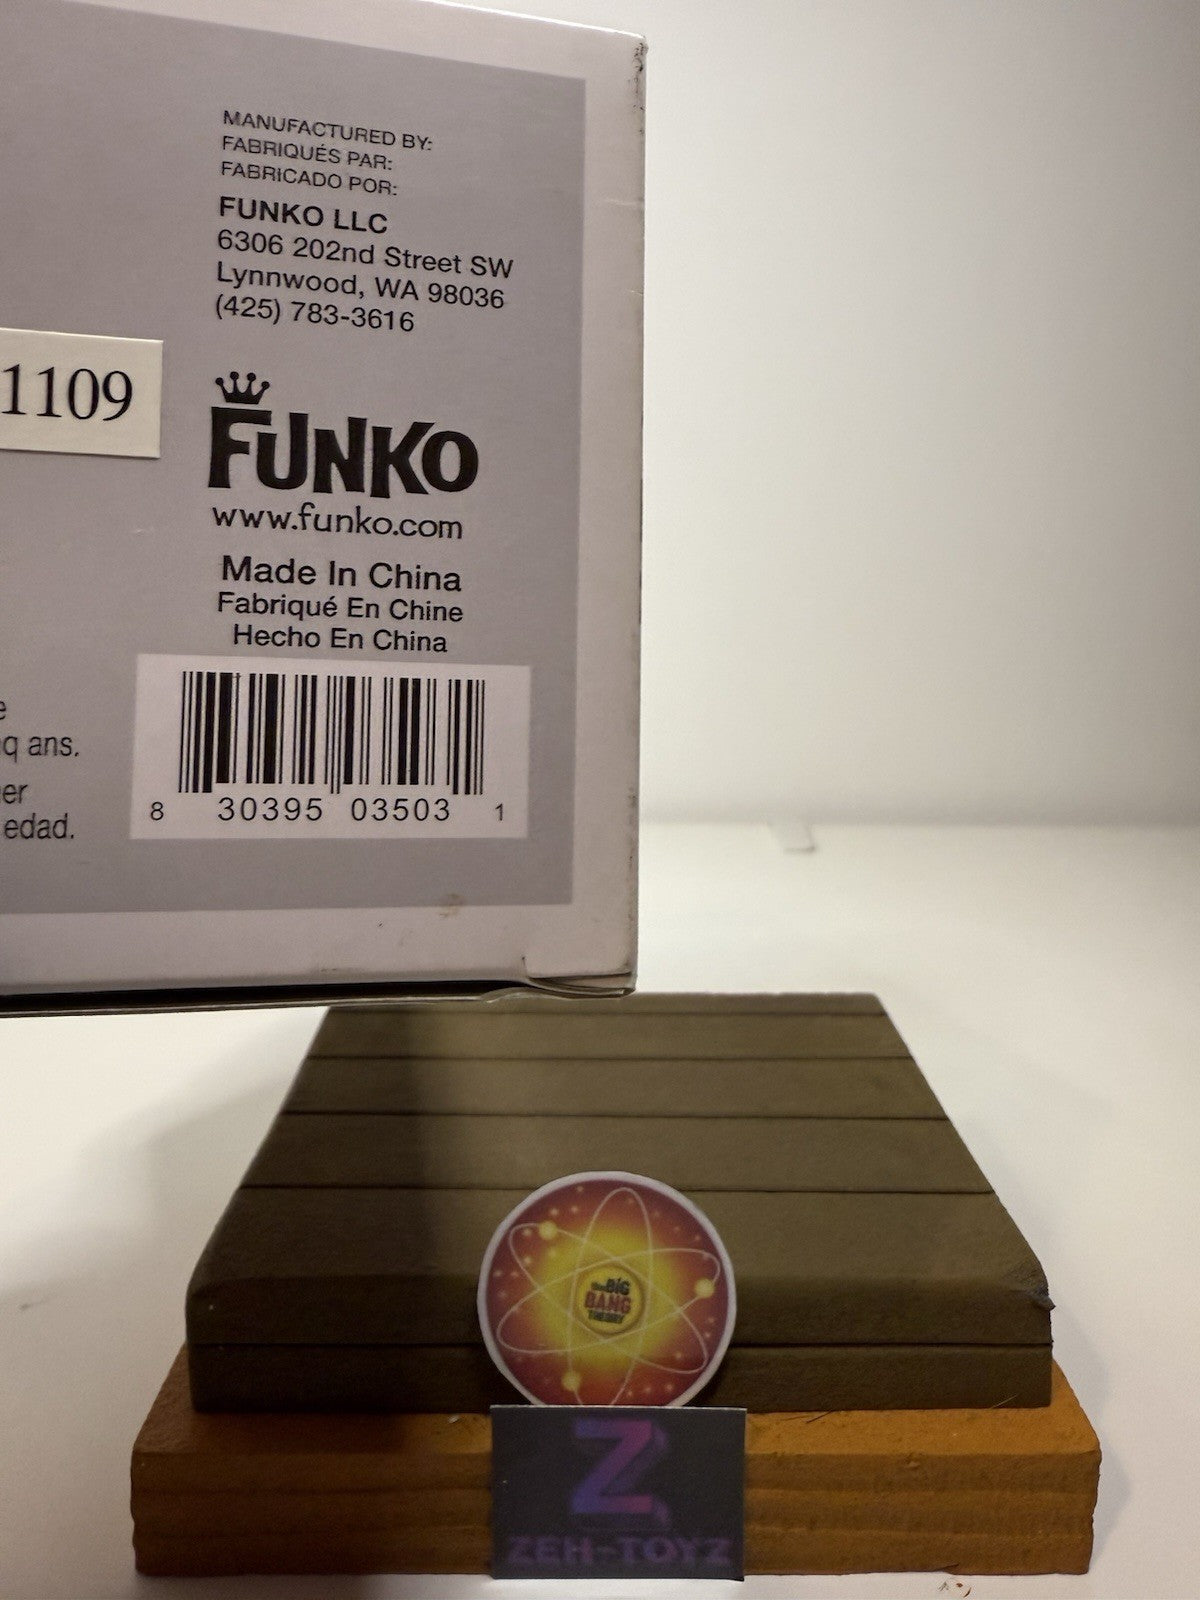 MANUFACTURED BY:
FABRIQUÉS PAR:
FABRICADO POR:
FUNKO LLC
6306 202nd Street SW
Lynnwood, WA 98036
(425) 783-3616
1109
FUNKO
www.funko.com
Made In China
Fabriqué En Chine
Hecho En China
e
q ans.
er
edad.
8 30395 03503 1
the BIG
BANG
THEORY
Z
ZEH-TOYZ